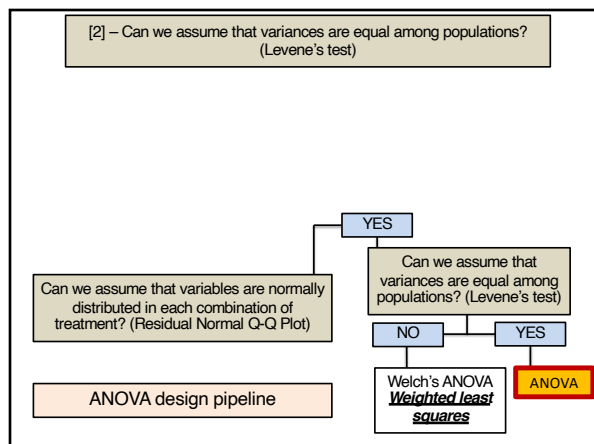 [2] – Can we assume that variances are equal among populations?
(Levene’s test)
YES
Can we assume that variables are normally
distributed in each combination of
treatment? (Residual Normal Q-Q Plot)
Can we assume that
variances are equal among
populations? (Levene’s test)
NO
YES
Welch’s ANOVA
Weighted least
squares
ANOVA
ANOVA design pipeline